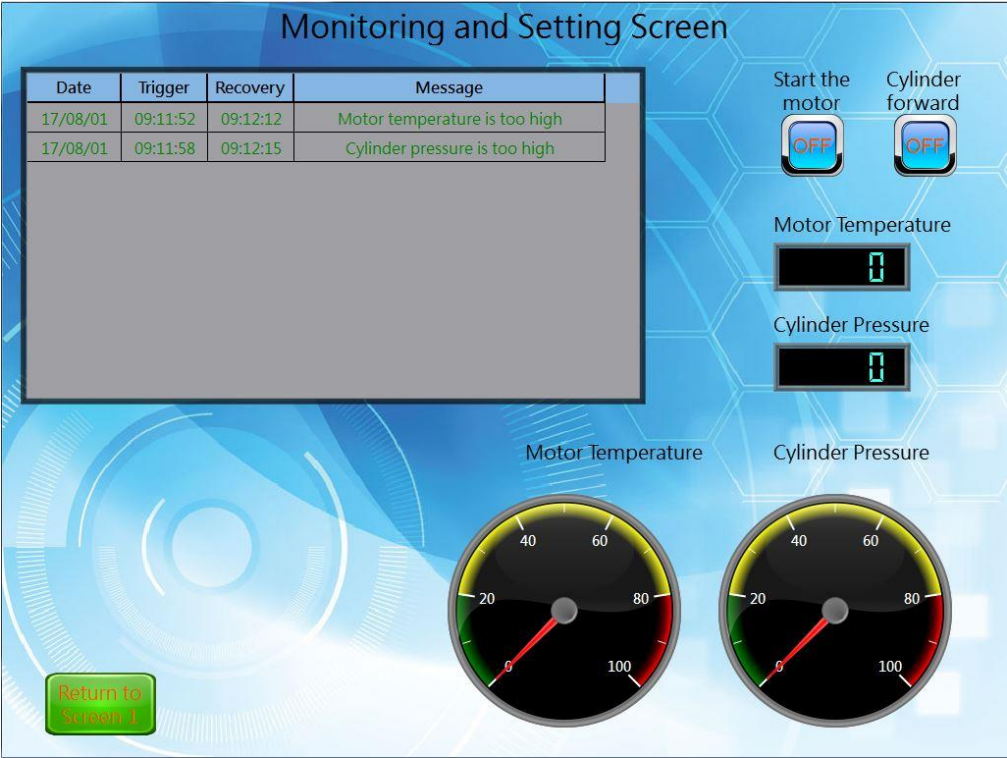 Monitoring and Setting Screen
Date Trigger Recovery Message
17/08/01 09:11:52 09:12:12 Motor temperature is too high
17/08/01 09:11:58 09:12:15 Cylinder pressure is too high
Start the
motor
OFF
Cylinder
forward
OFF
Motor Temperature
0
Cylinder Pressure
0
Motor Temperature
0 20 40 60 80 100
Cylinder Pressure
0 20 40 60 80 100
Return to
Screen 1